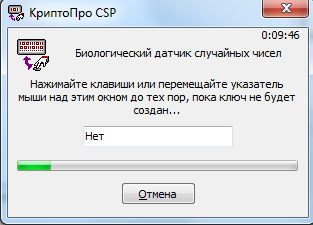 КриптоПро CSP
0:09:46
Биологический датчик случайных чисел
Нажимайте клавиши или перемещайте указатель
мыши над этим окном до тех пор, пока ключ не будет
создан...
Нет
Отмена